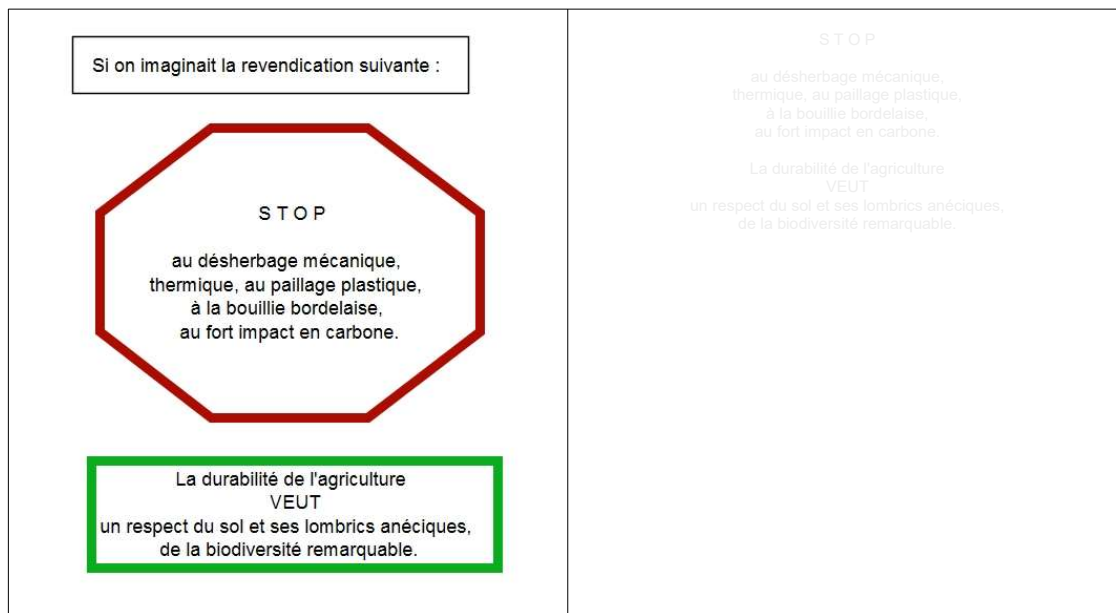 Si on imaginait la revendication suivante :
S T O P
au désherbage mécanique,
thermique, au paillage plastique,
à la bouillie bordelaise,
au fort impact en carbone.
La durabilité de l'agriculture
VEUT
un respect du sol et ses lombrics anéciques,
de la biodiversité remarquable.
S T O P
au désherbage mécanique,
thermique, au paillage plastique,
à la bouillie bordelaise,
au fort impact en carbone.
La durabilité de l'agriculture
VEUT
un respect du sol et ses lombrics anéciques,
de la biodiversité remarquable.